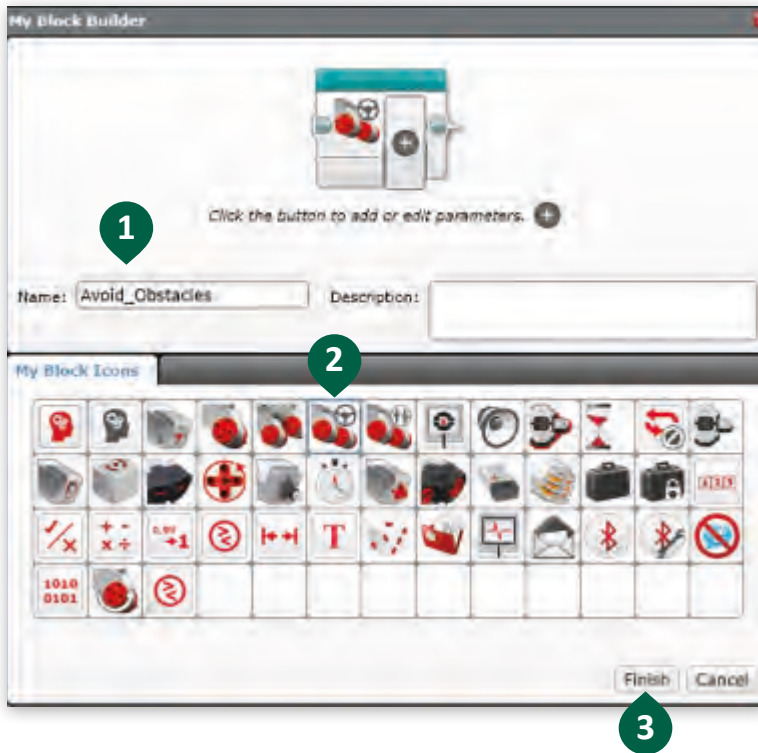 My Block Builder
Click the button to add or edit parameters.
1
Name: Avoid_Obstacles
Description:
2
My Block Icons
T
1010
0101
Finish
Cancel
3